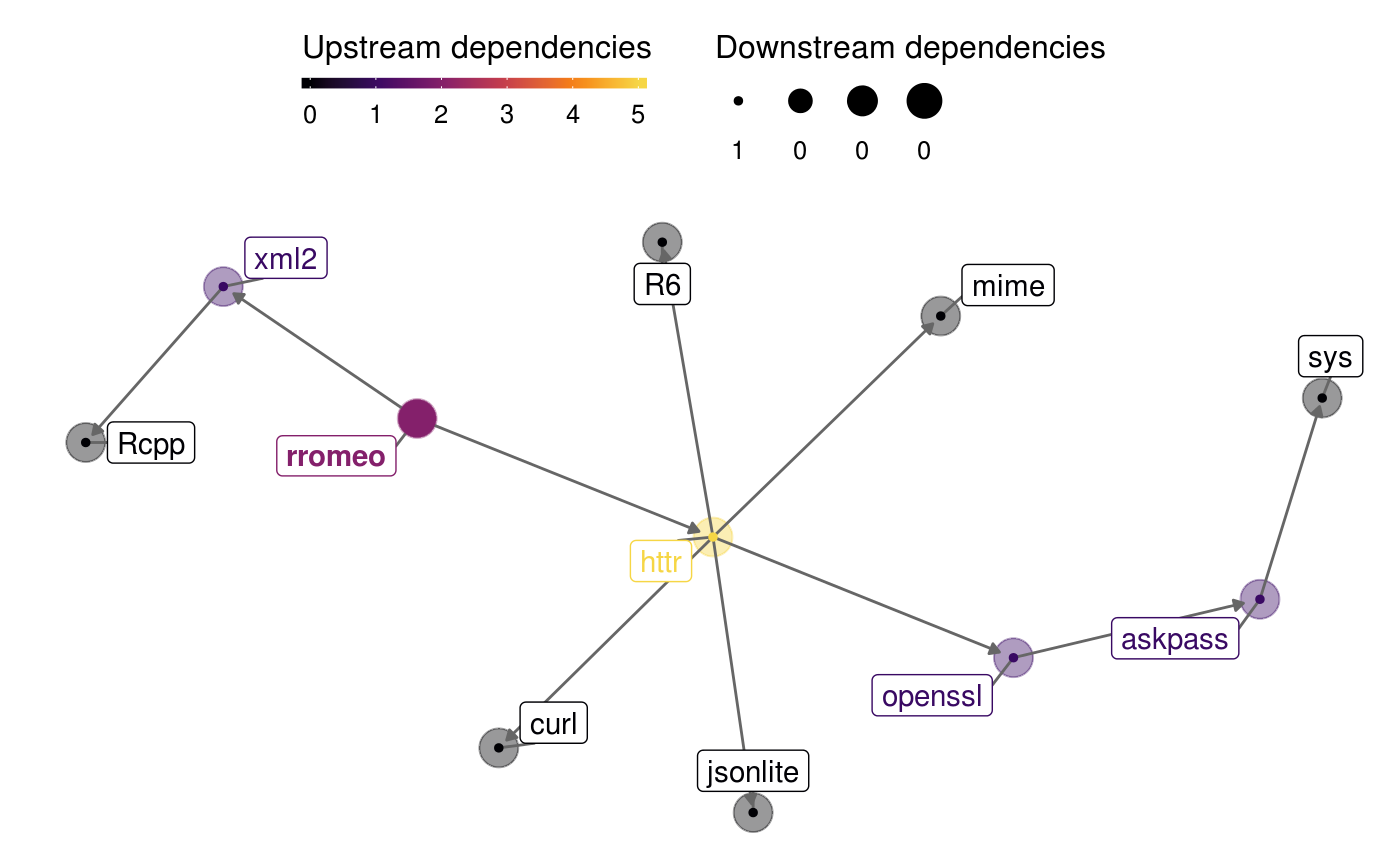 Upstream dependencies
0 1 2 3 4 5
Downstream dependencies
1 0 0 0
xml2
R6
mime
sys
Rcpp
rromeo
httr
askpass
openssl
curl
jsonlite